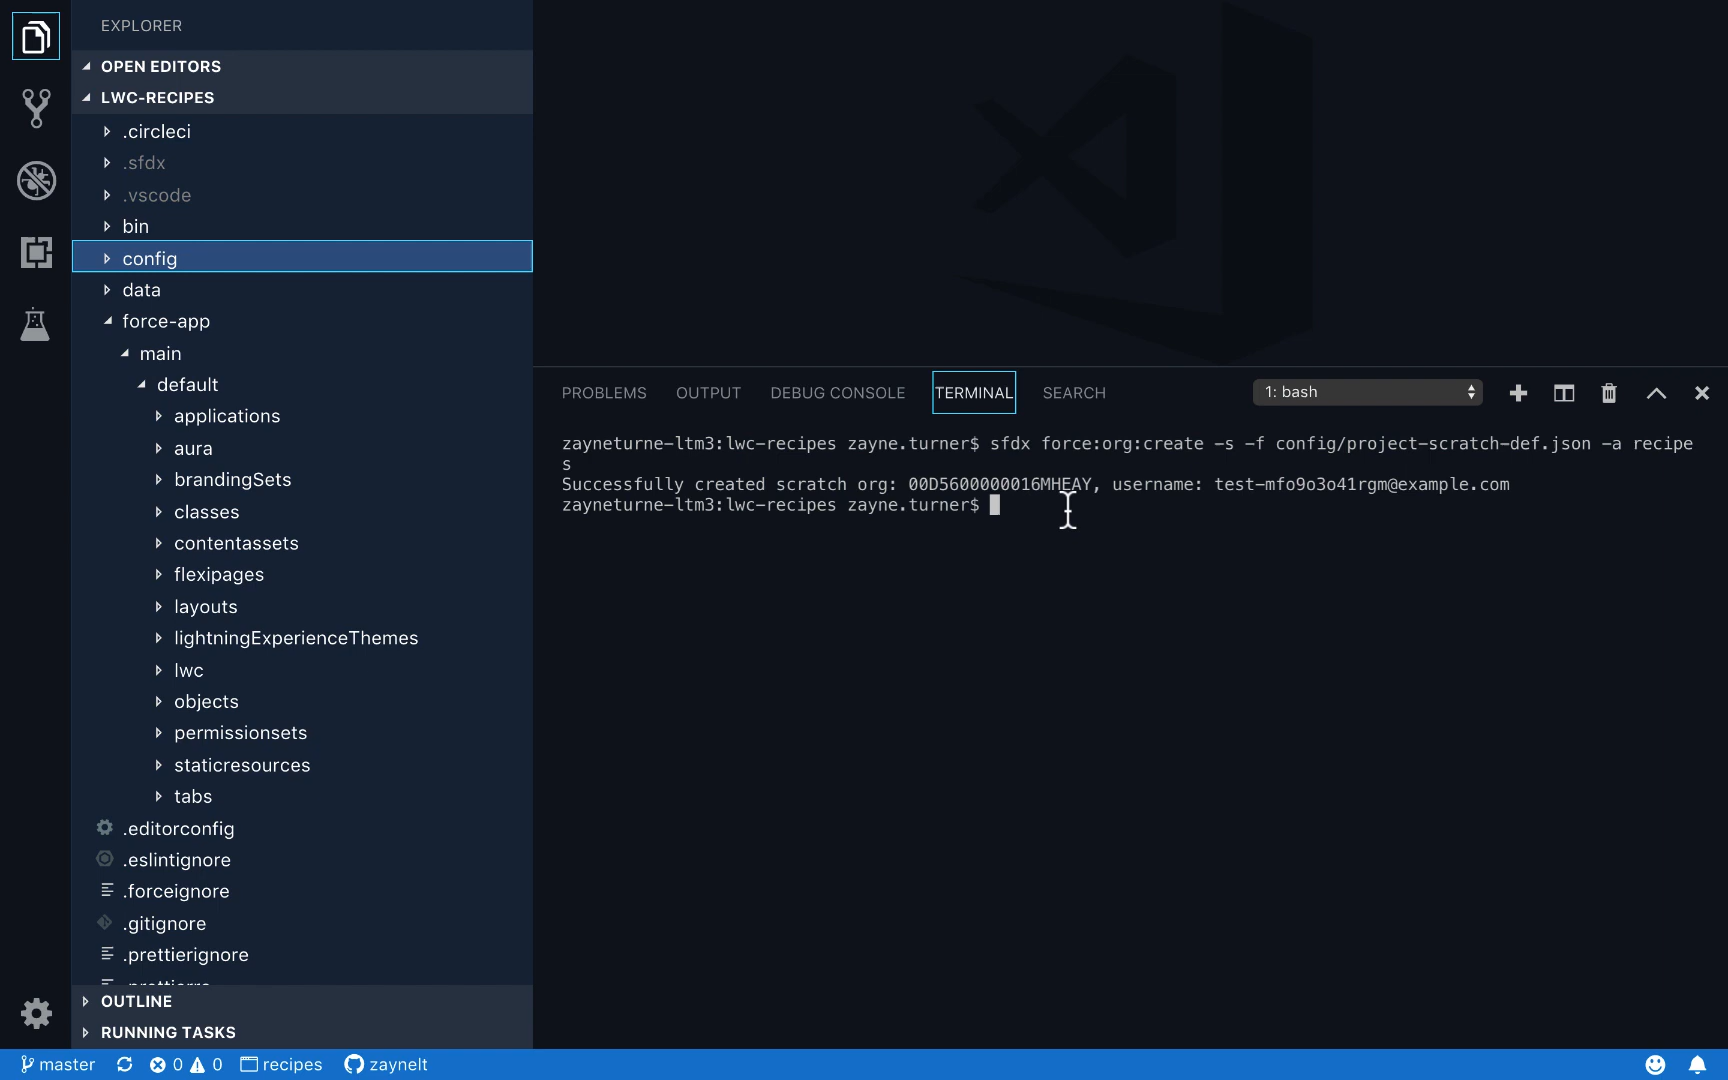 EXPLORER
OPEN EDITORS
LWC-RECIPES
.circleci
.sfdx
.vscode
bin
config
data
force-app
main
default
applications
aura
brandingSets
classes
contentassets
flexipages
layouts
lightningExperienceThemes
lwc
objects
permissionsets
staticresources
tabs
.editorconfig
.eslintignore
.forceignore
.gitignore
.prettierignore
OUTLINE
RUNNING TASKS
PROBLEMS OUTPUT DEBUG CONSOLE TERMINAL SEARCH 1: bash
zayneturne-ltm3:lwc-recipes zayne.turner$ sfdx force:org:create -s -f config/project-scratch-def.json -a recipe
s
Successfully created scratch org: 00D5600000016MHEAY, username: test-mfo9o3o41rgm@example.com
zayneturne-ltm3:lwc-recipes zayne.turner$
master 0 0 recipes zaynelt